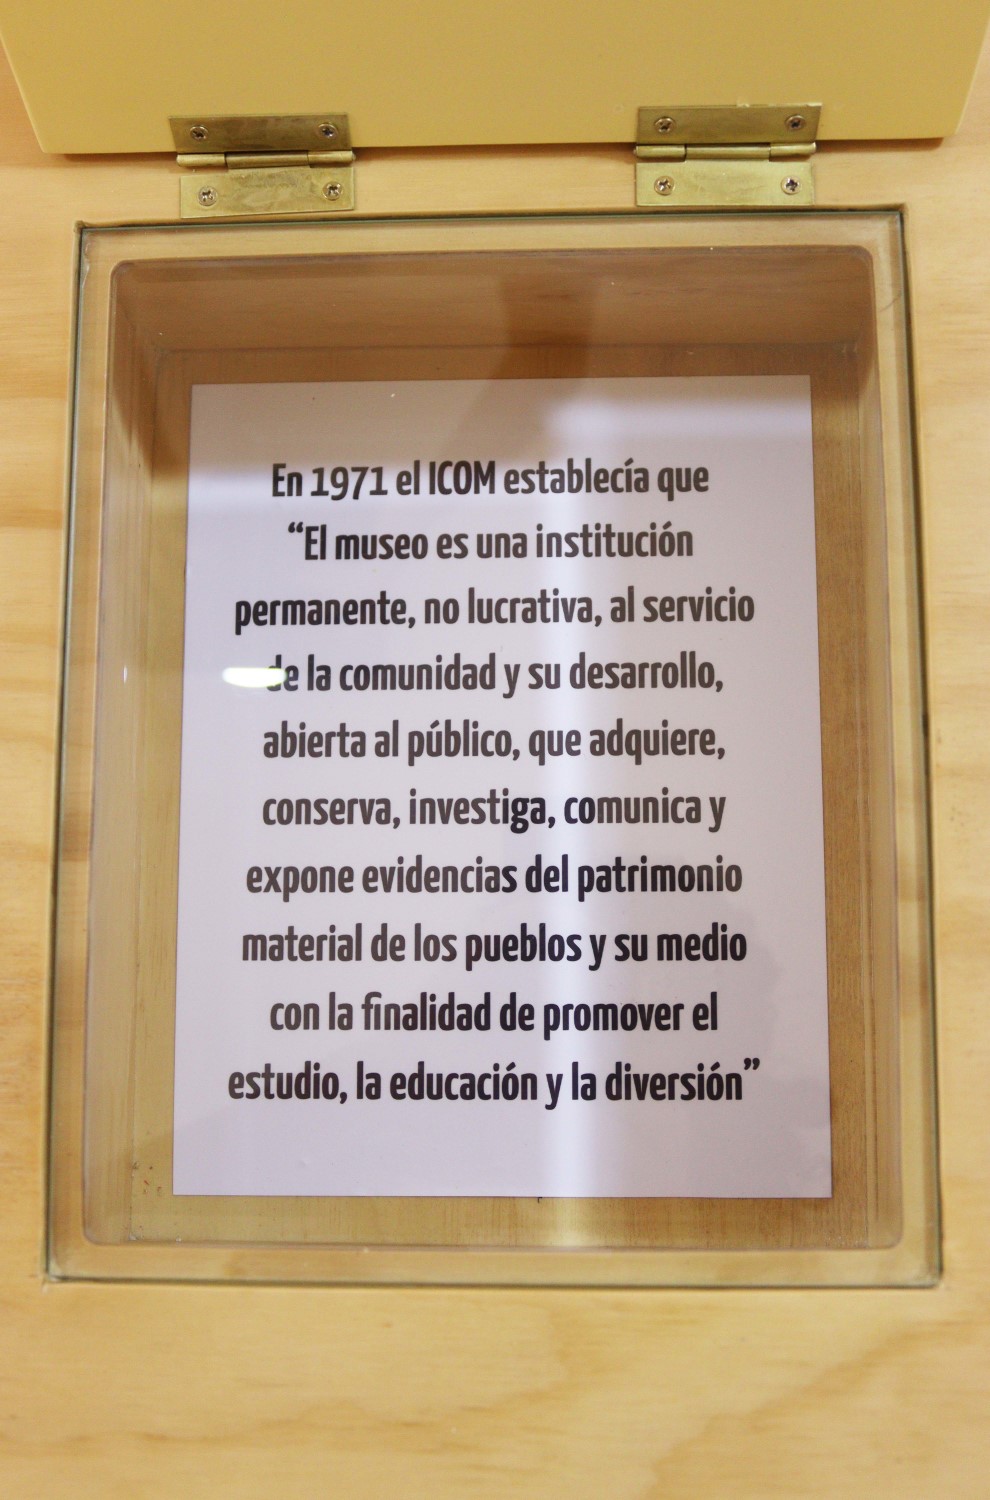 En 1971 el ICOM establecía que
“El museo es una institución
permanente, no lucrativa, al servicio
de la comunidad y su desarrollo,
abierta al público, que adquiere,
conserva, investiga, comunica y
expone evidencias del patrimonio
material de los pueblos y su medio
con la finalidad de promover el
estudio, la educación y la diversión”